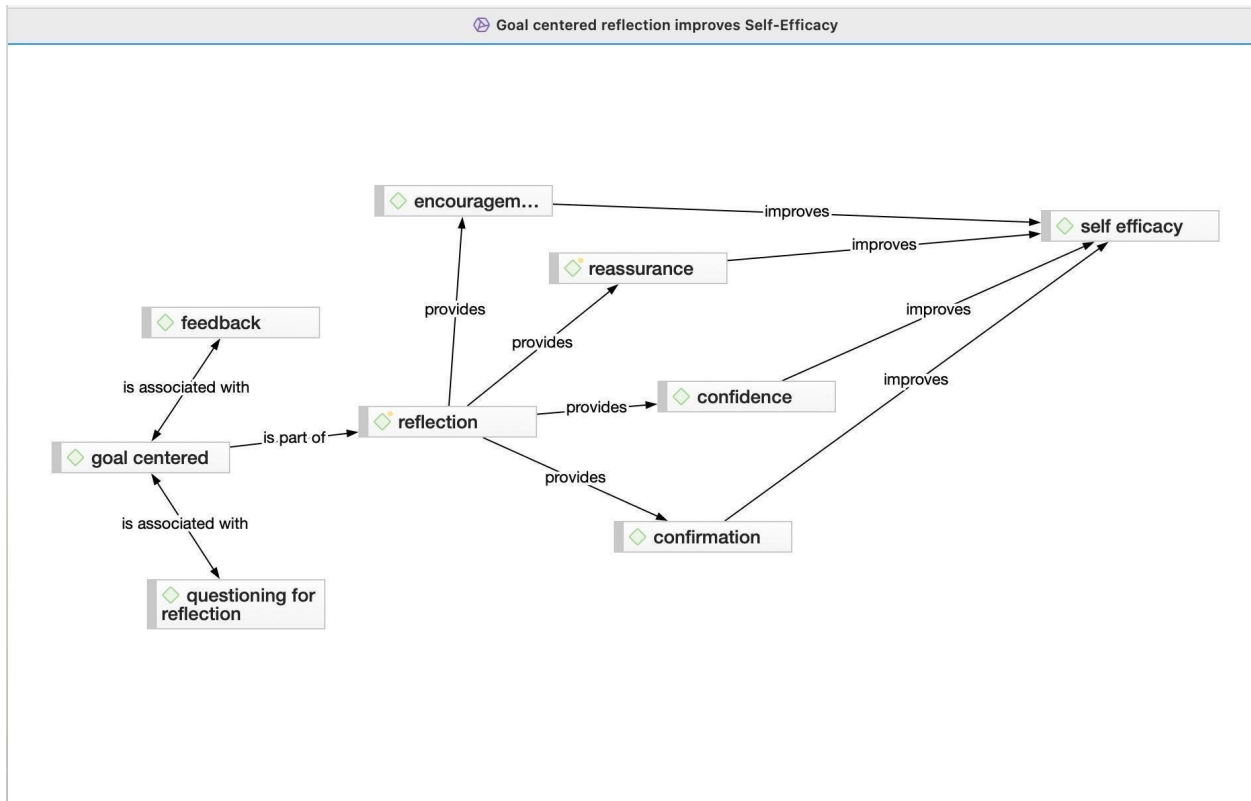 Goal centered reflection improves Self-Efficacy
encouragem...
improves
self efficacy
improves
reassurance
provides
improves
feedback
provides
improves
is associated with
confidence
provides
reflection
is part of
goal centered
provides
is associated with
confirmation
questioning for
reflection